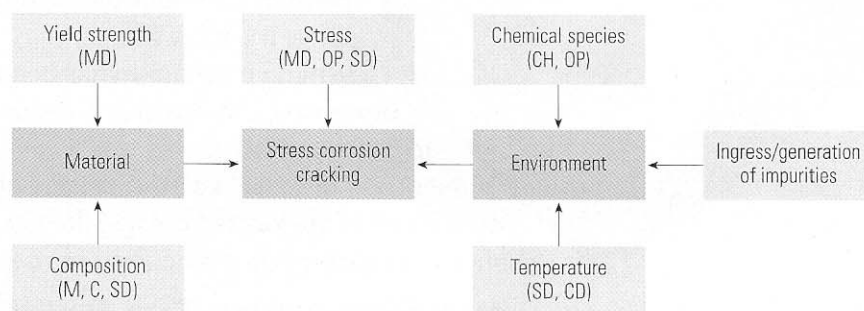 Yield strength
(MD)
Stress
(MD, OP, SD)
Chemical species
(CH, OP)
Material
Stress corrosion
cracking
Environment
Ingress/generation
of impurities
Composition
(M, C, SD)
Temperature
(SD, CD)